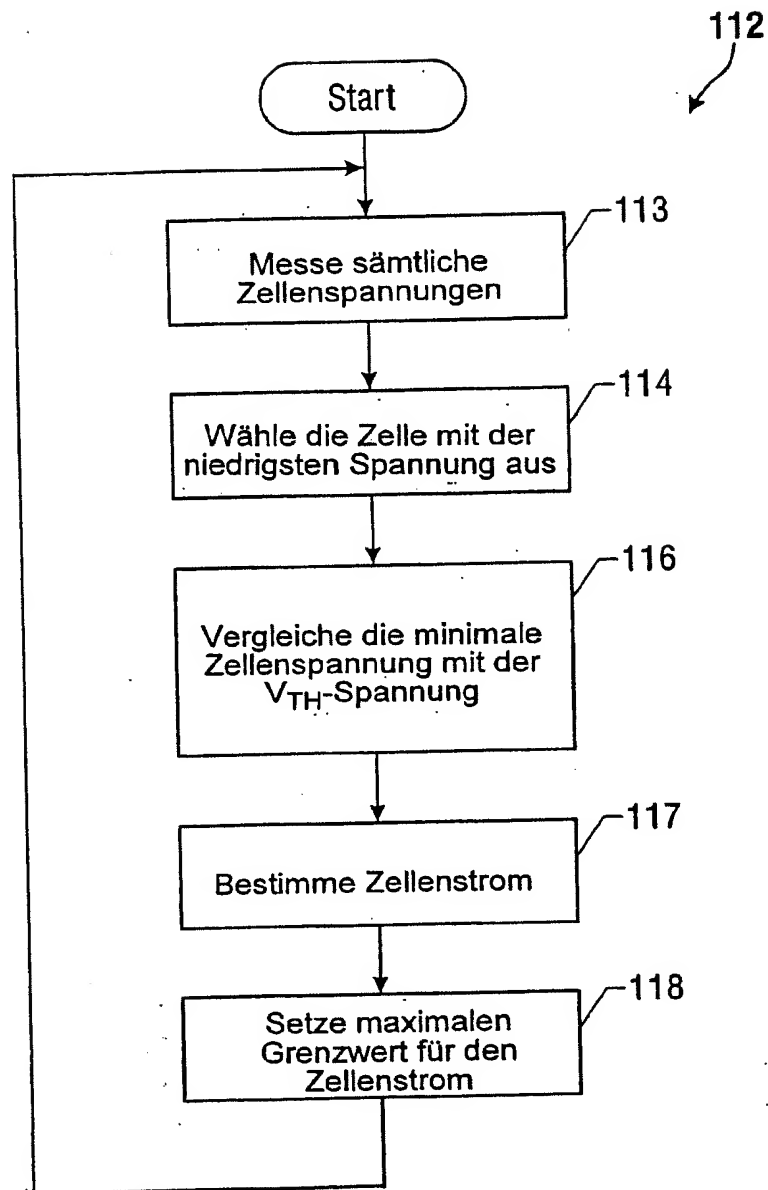 112
Start
113
Messe sämtliche
Zellenspannungen
114
Wähle die Zelle mit der
niedrigsten Spannung aus
116
Vergleiche die minimale
Zellenspannung mit der
V_TH-Spannung
117
Bestimme Zellenstrom
118
Setze maximalen
Grenzwert für den
Zellenstrom